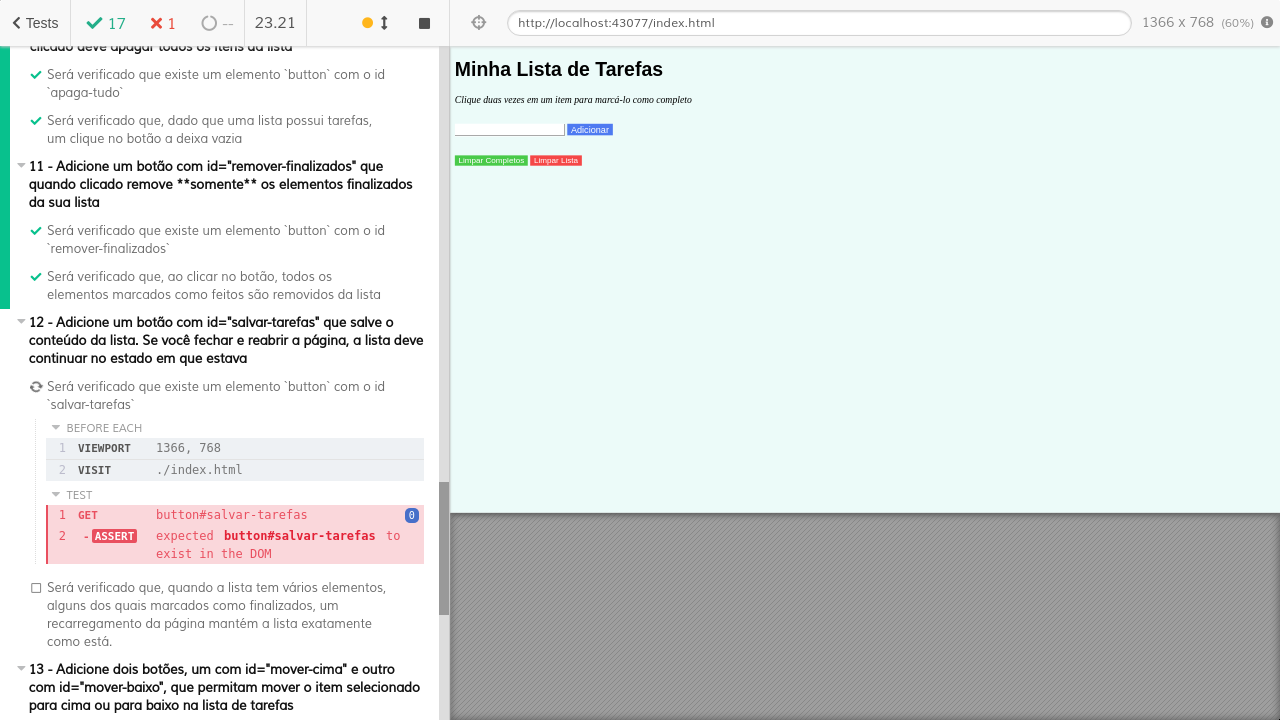 Tests
17
1
--
23.21
http://localhost:43077/index.html
1366 x 768 (60%)
clicado deve apagar todos os itens da lista
Será verificado que existe um elemento `button` com o id
`apaga-tudo`
Será verificado que, dado que uma lista possui tarefas,
um clique no botão a deixa vazia
11 - Adicione um botão com id="remover-finalizados" que
quando clicado remove **somente** os elementos finalizados
da sua lista
Será verificado que existe um elemento `button` com o id
`remover-finalizados`
Será verificado que, ao clicar no botão, todos os
elementos marcados como feitos são removidos da lista
12 - Adicione um botão com id="salvar-tarefas" que salve o
conteúdo da lista. Se você fechar e reabrir a página, a lista deve
continuar no estado em que estava
Será verificado que existe um elemento `button` com o id
`salvar-tarefas`
BEFORE EACH
1 VIEWPORT 1366, 768
2 VISIT ./index.html
TEST
1 GET button#salvar-tarefas 0
2 - ASSERT expected button#salvar-tarefas to
exist in the DOM
Será verificado que, quando a lista tem vários elementos,
alguns dos quais marcados como finalizados, um
recarregamento da página mantém a lista exatamente
como está.
13 - Adicione dois botões, um com id="mover-cima" e outro
com id="mover-baixo", que permitam mover o item selecionado
para cima ou para baixo na lista de tarefas
Minha Lista de Tarefas
Clique duas vezes em um item para marcá-lo como completo
Adicionar
Limpar Completos Limpar Lista